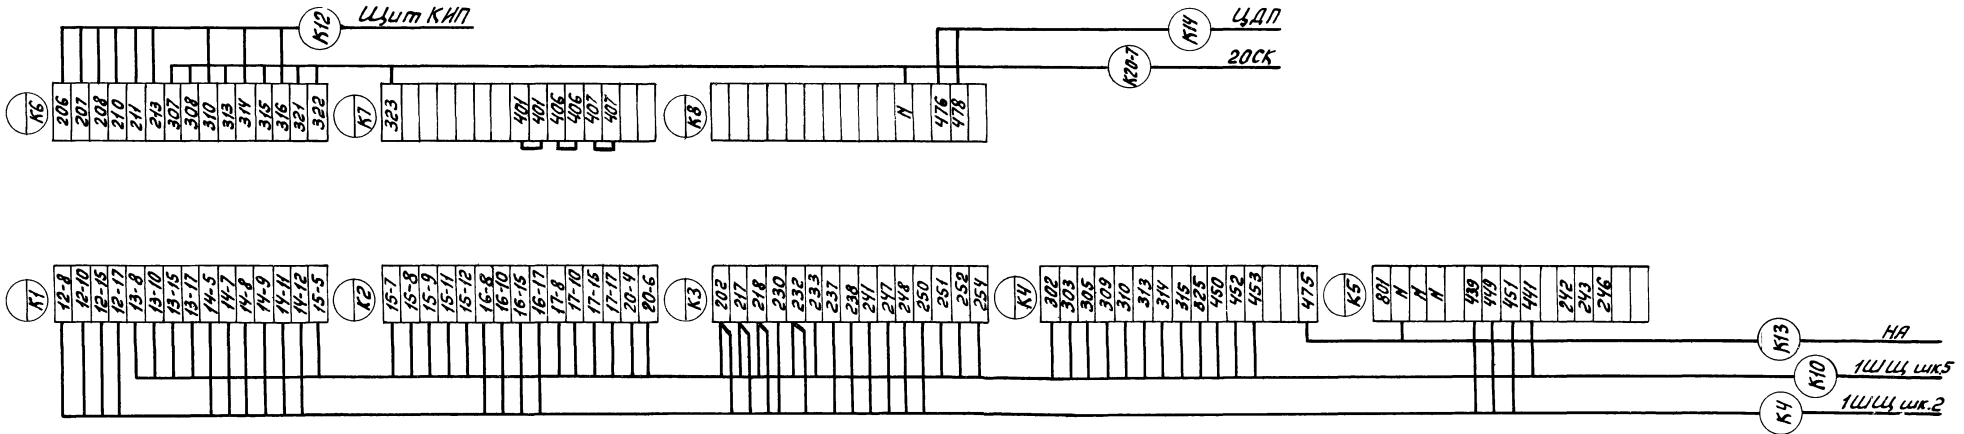 К12 Щит КИП
К14 ЦДП
К20-7 20СК
К6 206 207 208 210 211 213 307 308 310 313 314 315 316 321 322
К7 323 401 401 406 406 407 407
К8 N 476 478
К1 12-8 12-10 12-15 12-17 13-8 13-10 13-15 13-17 14-5 14-7 14-8 14-9 14-11 14-12 15-5
К2 15-7 15-8 15-9 15-11 15-12 16-8 16-10 16-15 16-17 17-8 17-10 17-15 17-17 20-4 20-6
К3 202 217 218 230 232 233 237 238 241 247 248 250 251 252 254
К4 302 303 305 309 310 313 314 315 825 450 452 453 475
К5 801 N N N 439 449 451 441 242 243 246
К13 НА
К10 1ШЩ шк.5
К4 1ШЩ шк.2